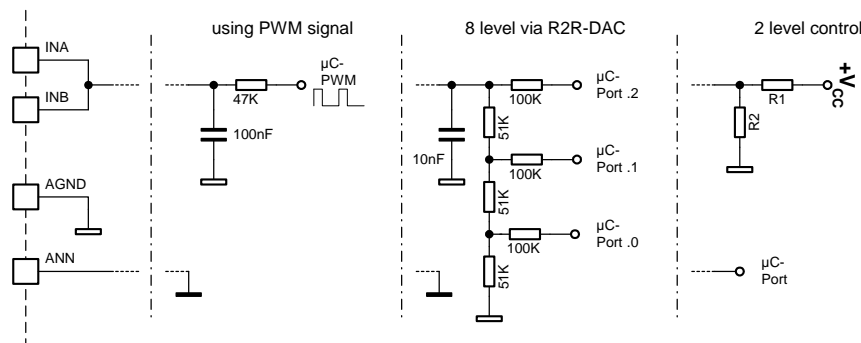 using PWM signal
8 level via R2R-DAC
2 level control
INA
INB
AGND
ANN
47K
µC-
PWM
100nF
10nF
100K
µC-
Port .2
51K
100K
µC-
Port .1
51K
100K
µC-
Port .0
51K
R1
+VCC
R2
µC-
Port